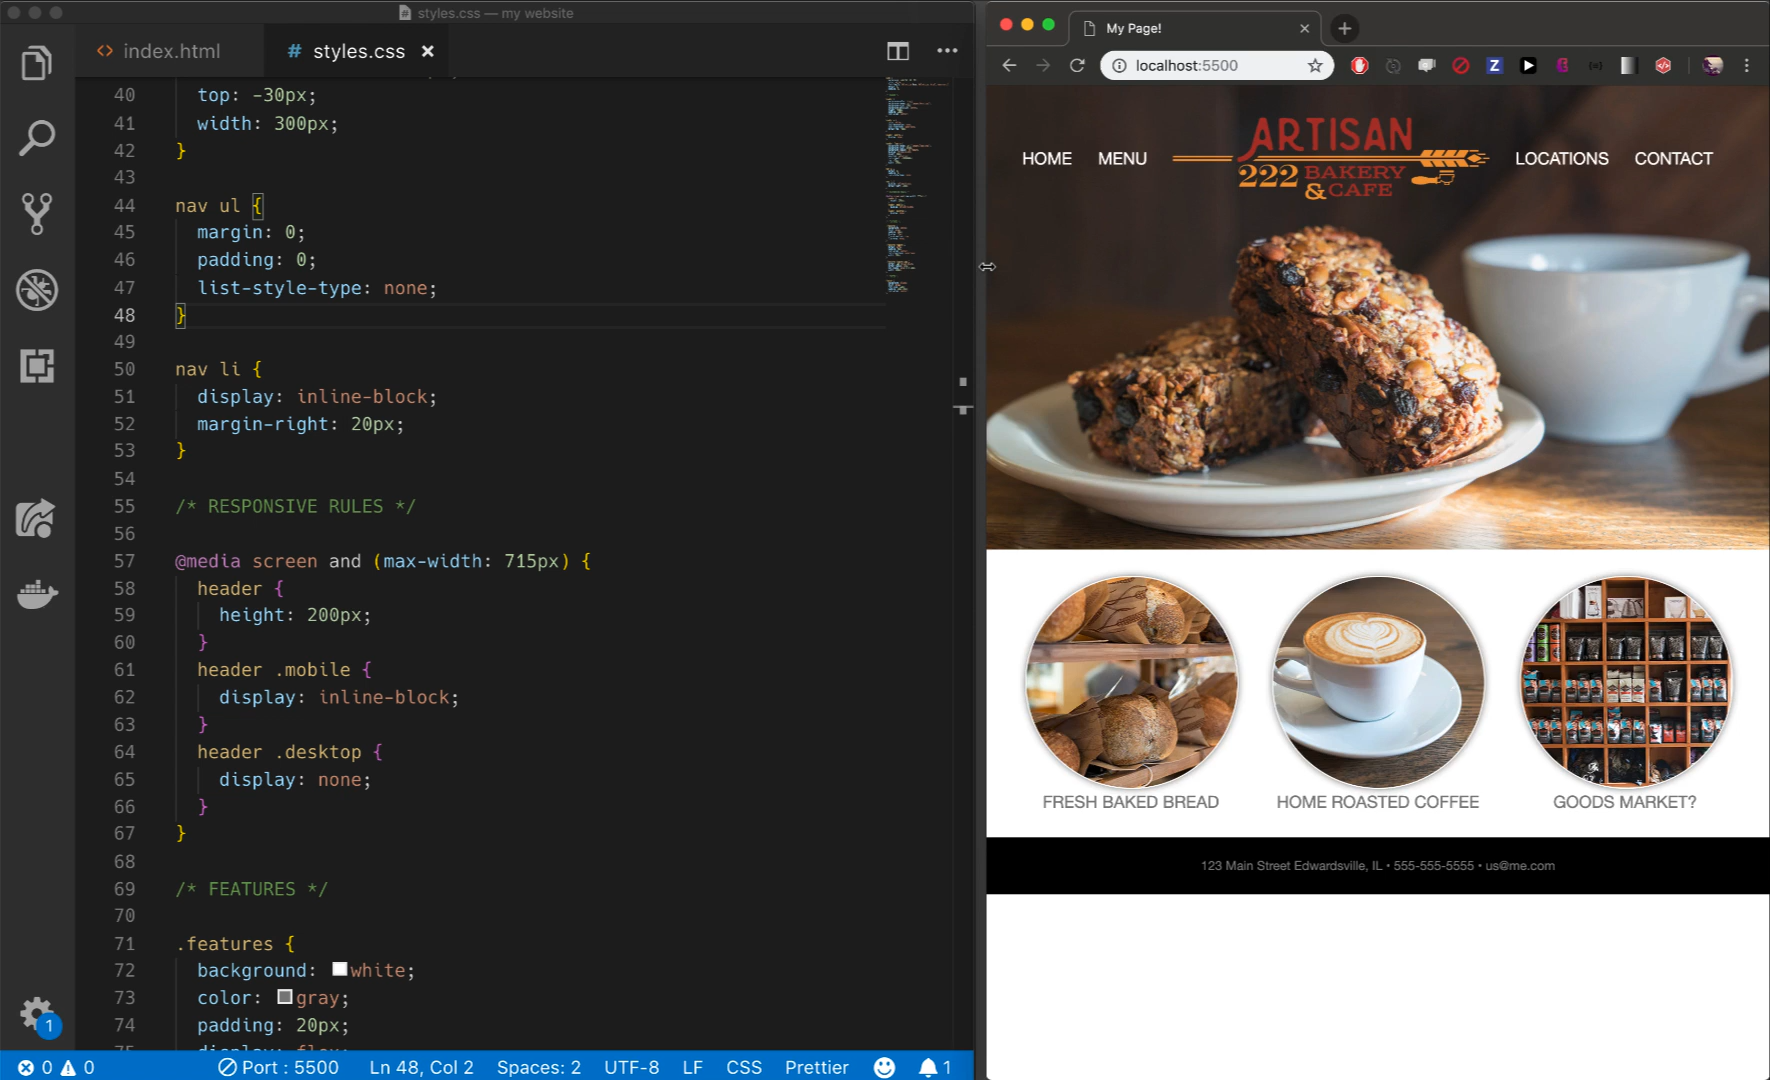 styles.css — my website
index.html
# styles.css
40 top: -30px;
41 width: 300px;
42 }
43
44 nav ul {
45 margin: 0;
46 padding: 0;
47 list-style-type: none;
48 }
49
50 nav li {
51 display: inline-block;
52 margin-right: 20px;
53 }
54
55 /* RESPONSIVE RULES */
56
57 @media screen and (max-width: 715px) {
58 header {
59 height: 200px;
60 }
61 header .mobile {
62 display: inline-block;
63 }
64 header .desktop {
65 display: none;
66 }
67 }
68
69 /* FEATURES */
70
71 .features {
72 background: white;
73 color: gray;
74 padding: 20px;
1
0 0 Port : 5500 Ln 48, Col 2 Spaces: 2 UTF-8 LF CSS Prettier 1
My Page!
localhost:5500
HOME MENU
ARTISAN
222 BAKERY
& CAFE
LOCATIONS CONTACT
FRESH BAKED BREAD
HOME ROASTED COFFEE
GOODS MARKET?
123 Main Street Edwardsville, IL • 555-555-5555 • us@me.com